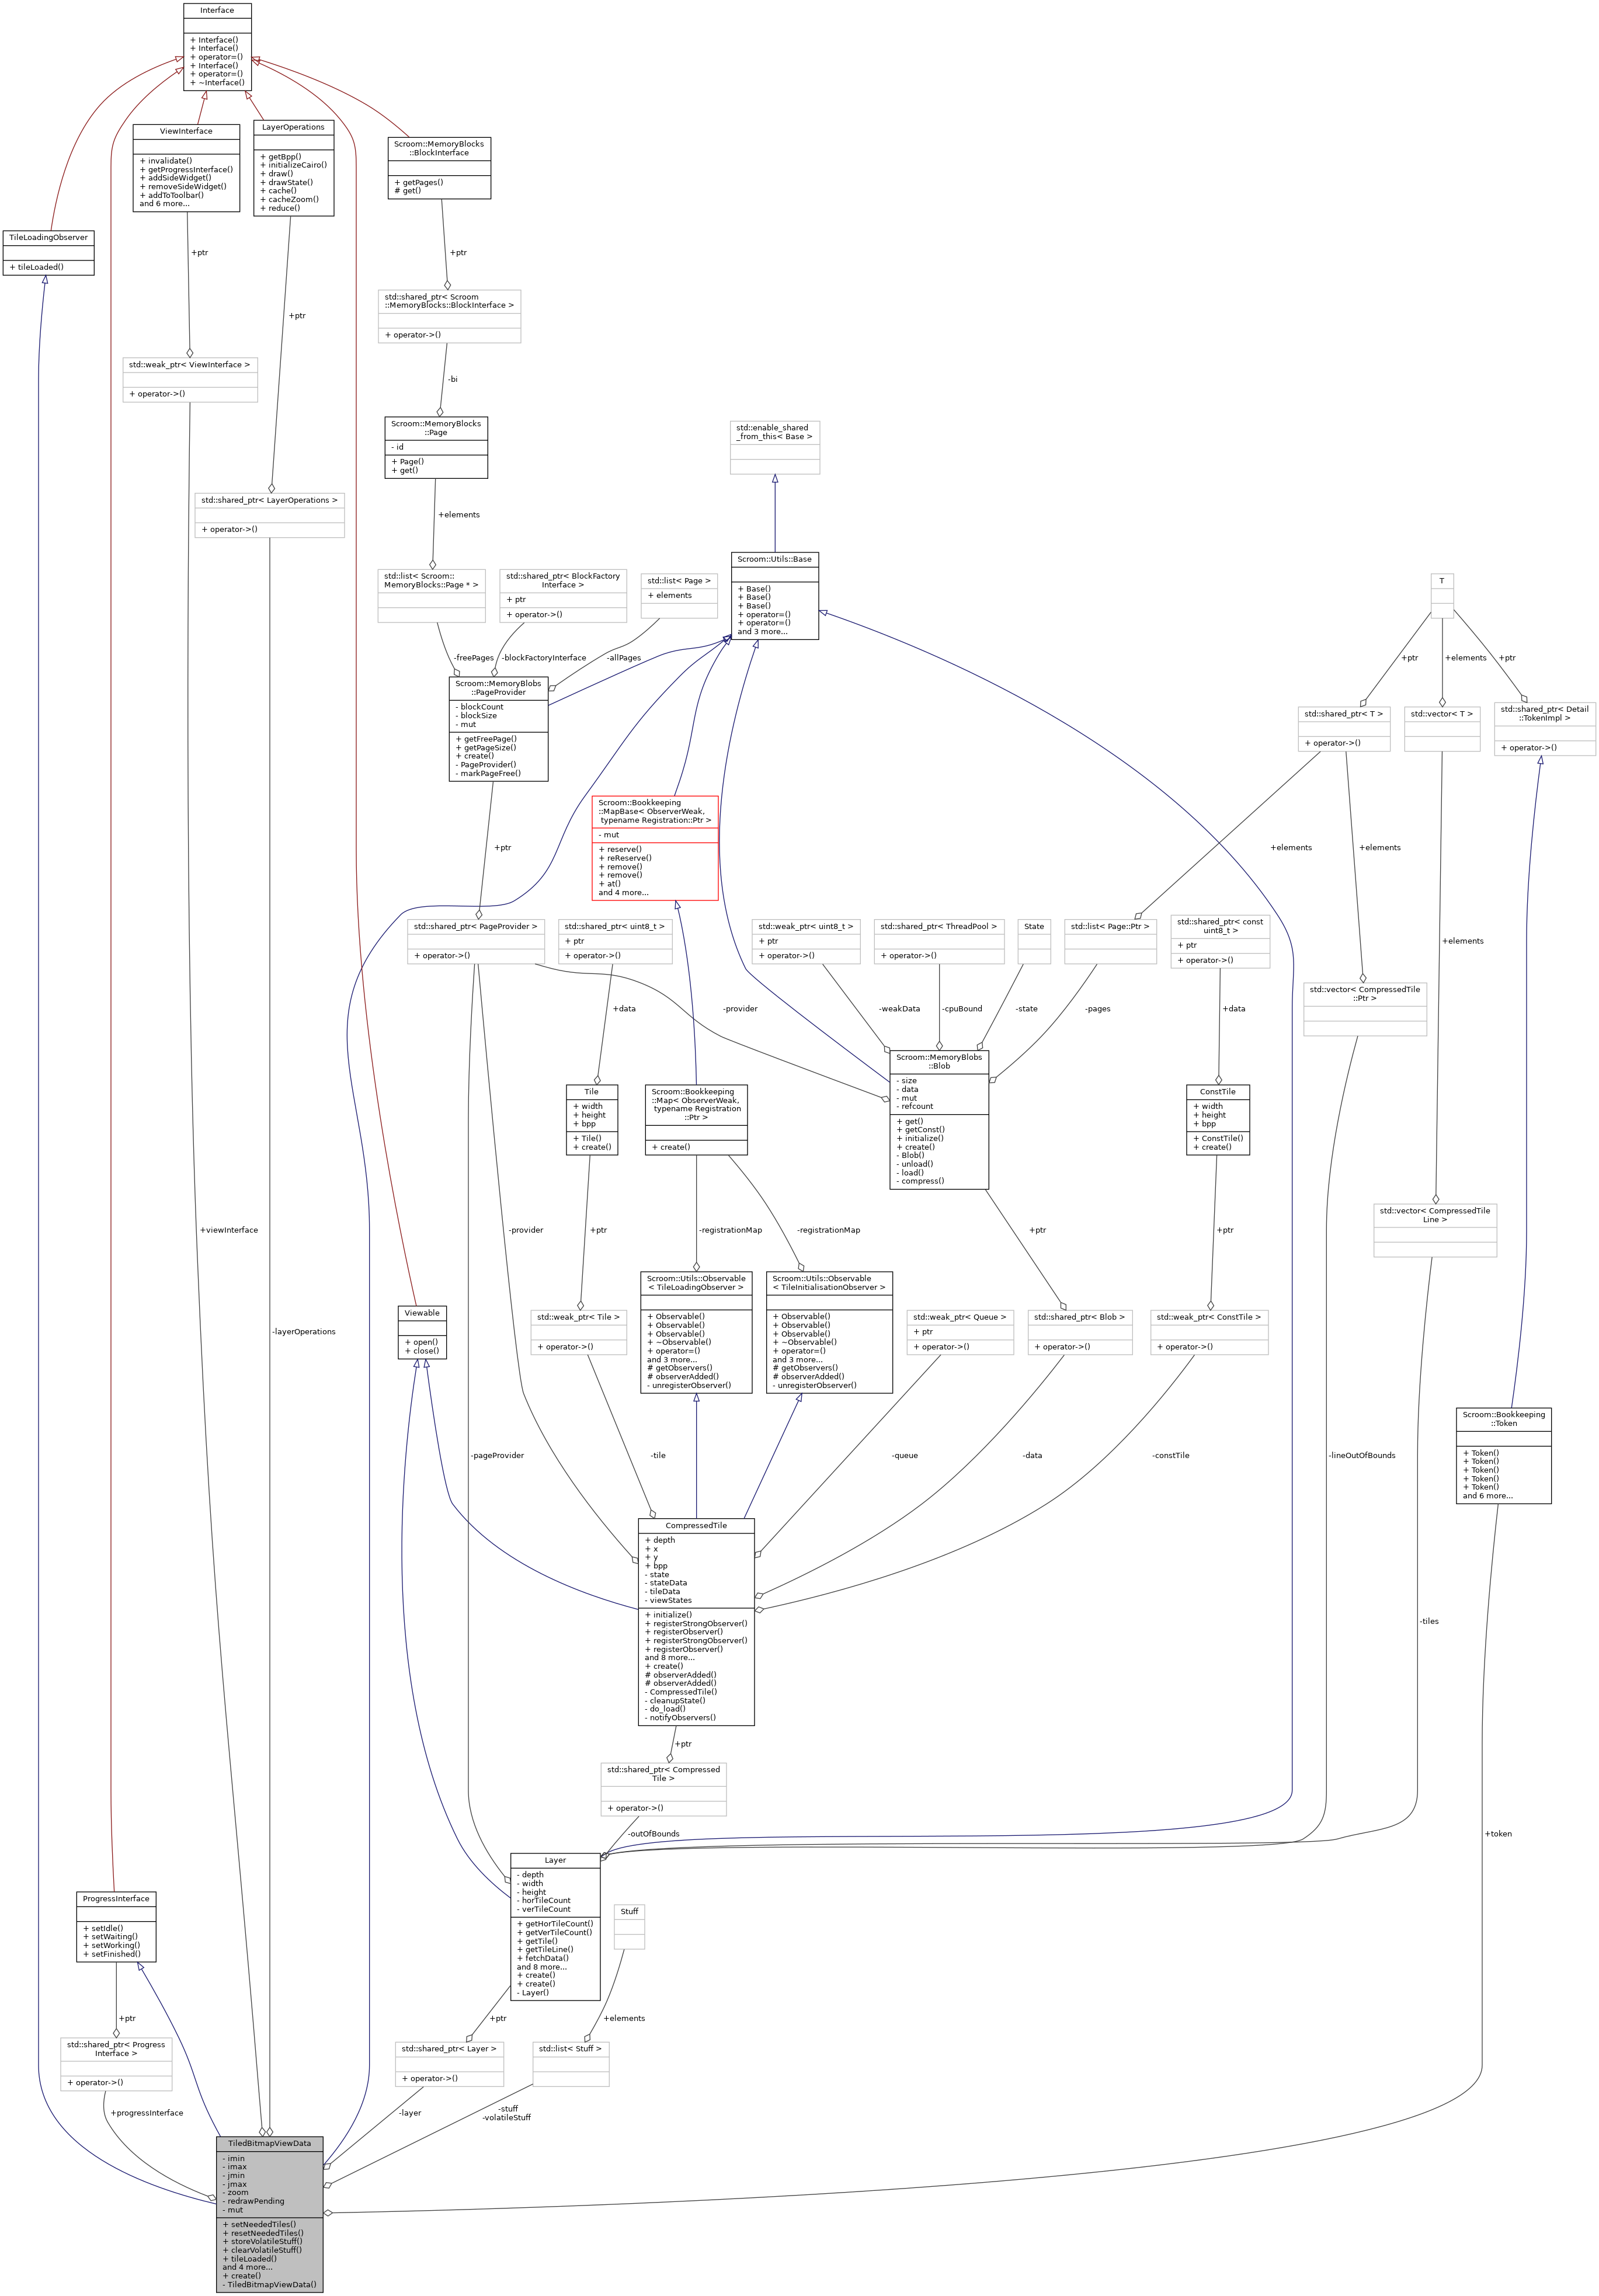 Interface
+ Interface()
+ Interface()
+ operator=()
+ Interface()
+ operator=()
+ ~Interface()
ViewInterface
+ invalidate()
+ getProgressInterface()
+ addSideWidget()
+ removeSideWidget()
+ addToToolbar()
and 6 more...
LayerOperations
+ getBpp()
+ initializeCairo()
+ draw()
+ drawState()
+ cache()
+ cacheZoom()
+ reduce()
Scroom::MemoryBlocks
::BlockInterface
+ getPages()
# get()
TileLoadingObserver
+ tileLoaded()
+ptr
+ptr
+ptr
std::shared_ptr< Scroom
::MemoryBlocks::BlockInterface >
+ operator->()
std::weak_ptr< ViewInterface >
+ operator->()
-bi
Scroom::MemoryBlocks
::Page
- id
+ Page()
+ get()
std::enable_shared
_from_this< Base >
std::shared_ptr< LayerOperations >
+ operator->()
+elements
Scroom::Utils::Base
+ Base()
+ Base()
+ Base()
+ operator=()
+ operator=()
and 3 more...
std::list< Scroom::
MemoryBlocks::Page * >
std::shared_ptr< BlockFactory
Interface >
+ ptr
+ operator->()
std::list< Page >
+ elements
T
-freePages
-blockFactoryInterface
-allPages
+ptr
+elements
+ptr
Scroom::MemoryBlobs
::PageProvider
- blockCount
- blockSize
- mut
+ getFreePage()
+ getPageSize()
+ create()
- PageProvider()
- markPageFree()
std::shared_ptr< T >
+ operator->()
std::vector< T >
std::shared_ptr< Detail
::TokenImpl >
+ operator->()
Scroom::Bookkeeping
::MapBase< ObserverWeak,
typename Registration::Ptr >
- mut
+ reserve()
+ reReserve()
+ remove()
+ remove()
+ at()
and 4 more...
+ptr
+elements
+elements
std::shared_ptr< PageProvider >
+ operator->()
std::shared_ptr< uint8_t >
+ ptr
+ operator->()
std::weak_ptr< uint8_t >
+ ptr
+ operator->()
std::shared_ptr< ThreadPool >
+ operator->()
State
std::list< Page::Ptr >
std::shared_ptr< const
uint8_t >
+ ptr
+ operator->()
+elements
std::vector< CompressedTile
::Ptr >
+data
-provider
-weakData
-cpuBound
-state
-pages
+data
Scroom::MemoryBlobs
::Blob
- size
- data
- mut
- refcount
+ get()
+ getConst()
+ initialize()
+ create()
- Blob()
- unload()
- load()
- compress()
Tile
+ width
+ height
+ bpp
+ Tile()
+ create()
Scroom::Bookkeeping
::Map< ObserverWeak,
typename Registration
::Ptr >
+ create()
ConstTile
+ width
+ height
+ bpp
+ ConstTile()
+ create()
std::vector< CompressedTile
Line >
+viewInterface
-provider
+ptr
-registrationMap
-registrationMap
+ptr
+ptr
Scroom::Utils::Observable
< TileLoadingObserver >
+ Observable()
+ Observable()
+ Observable()
+ ~Observable()
+ operator=()
and 3 more...
# getObservers()
# observerAdded()
- unregisterObserver()
Scroom::Utils::Observable
< TileInitialisationObserver >
+ Observable()
+ Observable()
+ Observable()
+ ~Observable()
+ operator=()
and 3 more...
# getObservers()
# observerAdded()
- unregisterObserver()
Viewable
+ open()
+ close()
std::weak_ptr< Tile >
+ operator->()
std::weak_ptr< Queue >
+ ptr
+ operator->()
std::shared_ptr< Blob >
+ operator->()
std::weak_ptr< ConstTile >
+ operator->()
-layerOperations
Scroom::Bookkeeping
::Token
+ Token()
+ Token()
+ Token()
+ Token()
+ Token()
and 6 more...
-pageProvider
-tile
-queue
-data
-constTile
-lineOutOfBounds
CompressedTile
+ depth
+ x
+ y
+ bpp
- state
- stateData
- tileData
- viewStates
+ initialize()
+ registerStrongObserver()
+ registerObserver()
+ registerStrongObserver()
+ registerObserver()
and 8 more...
+ create()
# observerAdded()
# observerAdded()
- CompressedTile()
- cleanupState()
- do_load()
- notifyObservers()
-tiles
+ptr
std::shared_ptr< Compressed
Tile >
+ operator->()
-outOfBounds
+token
Layer
- depth
- width
- height
- horTileCount
- verTileCount
+ getHorTileCount()
+ getVerTileCount()
+ getTile()
+ getTileLine()
+ fetchData()
and 8 more...
+ create()
+ create()
- Layer()
ProgressInterface
+ setIdle()
+ setWaiting()
+ setWorking()
+ setFinished()
Stuff
+ptr
+ptr
+elements
std::shared_ptr< Progress
Interface >
+ operator->()
std::shared_ptr< Layer >
+ operator->()
std::list< Stuff >
+progressInterface
-layer
-stuff
-volatileStuff
TiledBitmapViewData
- imin
- imax
- jmin
- jmax
- zoom
- redrawPending
- mut
+ setNeededTiles()
+ resetNeededTiles()
+ storeVolatileStuff()
+ clearVolatileStuff()
+ tileLoaded()
and 4 more...
+ create()
- TiledBitmapViewData()